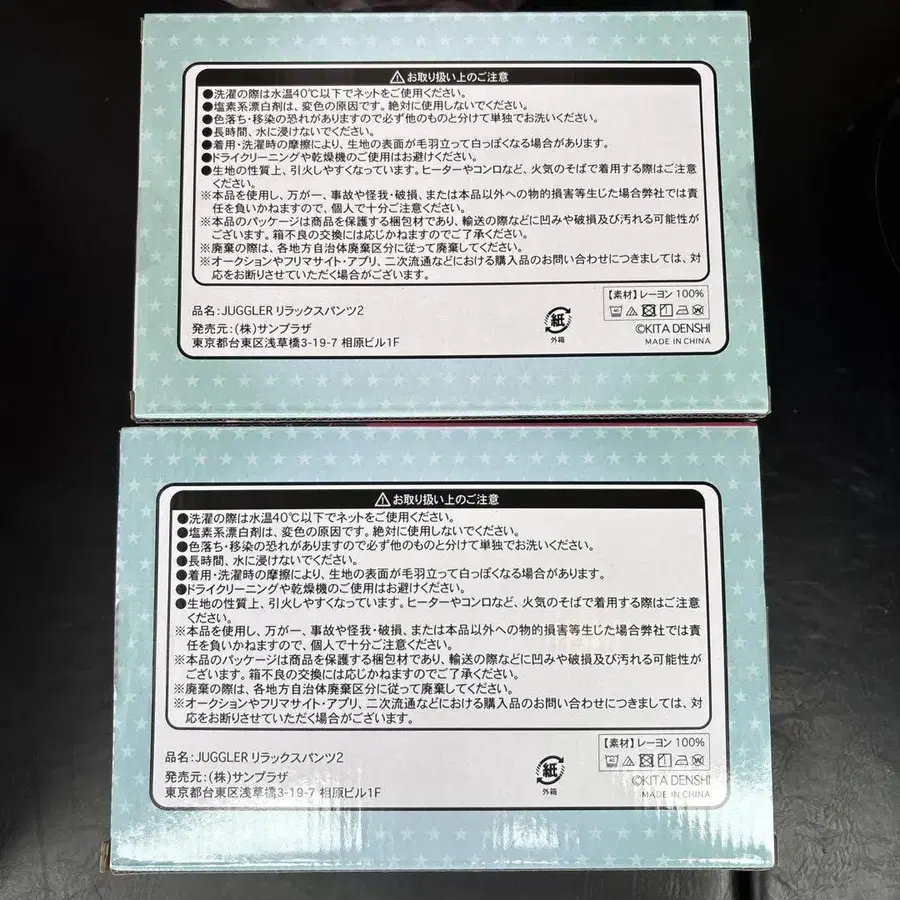 ⚠お取り扱い上のご注意
●洗濯の際は水温40℃以下でネットをご使用ください。
●塩素系漂白剤は、変色の原因です。絶対に使用しないでください。
●色落ち・移染の恐れがありますので必ず他のものと分けて単独でお洗いください。
●長時間、水に浸けないでください。
●着用・洗濯時の摩擦により、生地の表面が毛羽立って白っぽくなる場合があります。
●ドライクリーニングや乾燥機のご使用はお避けください。
●生地の性質上、引火しやすくなっています。ヒーターやコンロなど、火気のそばで着用する際はご注意
ください。
※本品を使用し、万が一、事故や怪我・破損、または本品以外への物的損害等生じた場合弊社では責
任を負いかねますので、個人で十分ご注意ください。
※本品のパッケージは商品を保護する梱包材であり、輸送の際などに凹みや破損及び汚れる可能性が
ございます。箱不良の交換には応じかねますのでご了承ください。
※廃棄の際は、各地方自治体廃棄区分に従って廃棄してください。
※オークションやフリマサイト・アプリ、二次流通などにおける購入品のお問い合わせにつきましては、対
応をお断りさせていただく場合がございます。
品名:JUGGLER リラックスパンツ2
発売元:(株)サンプラザ
東京都台東区浅草橋3-19-7 相原ビル1F
紙
外箱
【素材】レーヨン 100%
©KITA DENSHI
MADE IN CHINA
⚠お取り扱い上のご注意
●洗濯の際は水温40℃以下でネットをご使用ください。
●塩素系漂白剤は、変色の原因です。絶対に使用しないでください。
●色落ち・移染の恐れがありますので必ず他のものと分けて単独でお洗いください。
●長時間、水に浸けないでください。
●着用・洗濯時の摩擦により、生地の表面が毛羽立って白っぽくなる場合があります。
●ドライクリーニングや乾燥機のご使用はお避けください。
●生地の性質上、引火しやすくなっています。ヒーターやコンロなど、火気のそばで着用する際はご注意
ください。
※本品を使用し、万が一、事故や怪我・破損、または本品以外への物的損害等生じた場合弊社では責
任を負いかねますので、個人で十分ご注意ください。
※本品のパッケージは商品を保護する梱包材であり、輸送の際などに凹みや破損及び汚れる可能性が
ございます。箱不良の交換には応じかねますのでご了承ください。
※廃棄の際は、各地方自治体廃棄区分に従って廃棄してください。
※オークションやフリマサイト・アプリ、二次流通などにおける購入品のお問い合わせにつきましては、対
応をお断りさせていただく場合がございます。
品名:JUGGLER リラックスパンツ2
発売元:(株)サンプラザ
東京都台東区浅草橋3-19-7 相原ビル1F
紙
外箱
【素材】レーヨン 100%
©KITA DENSHI
MADE IN CHINA